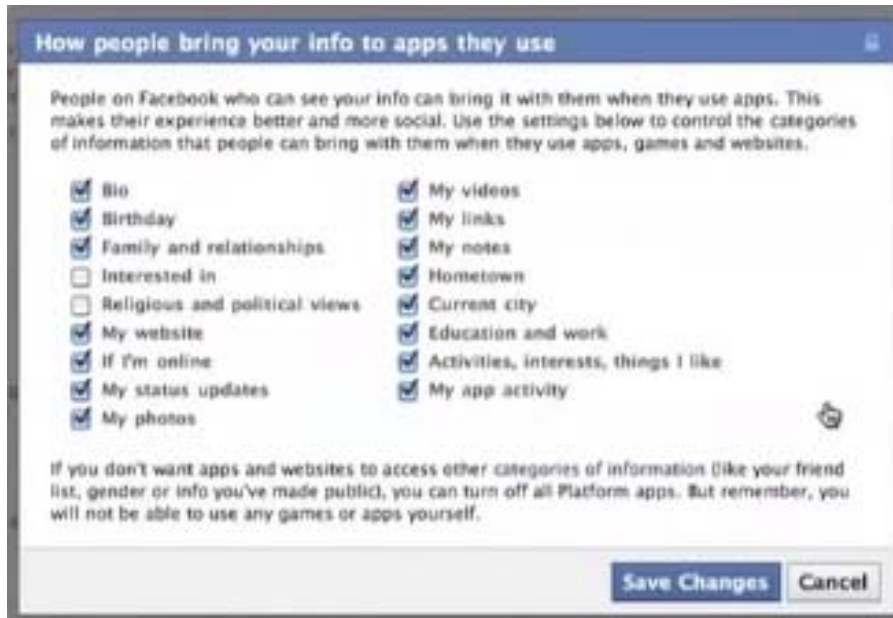 How people bring your info to apps they use
People on Facebook who can see your info can bring it with them when they use apps. This
makes their experience better and more social. Use the settings below to control the categories
of information that people can bring with them when they use apps, games and websites.
Bio
Birthday
Family and relationships
Interested in
Religious and political views
My website
If I'm online
My status updates
My photos
My videos
My links
My notes
Hometown
Current city
Education and work
Activities, interests, things I like
My app activity
If you don't want apps and websites to access other categories of information (like your friend
list, gender or info you've made public), you can turn off all Platform apps. But remember, you
will not be able to use any games or apps yourself.
Save Changes
Cancel